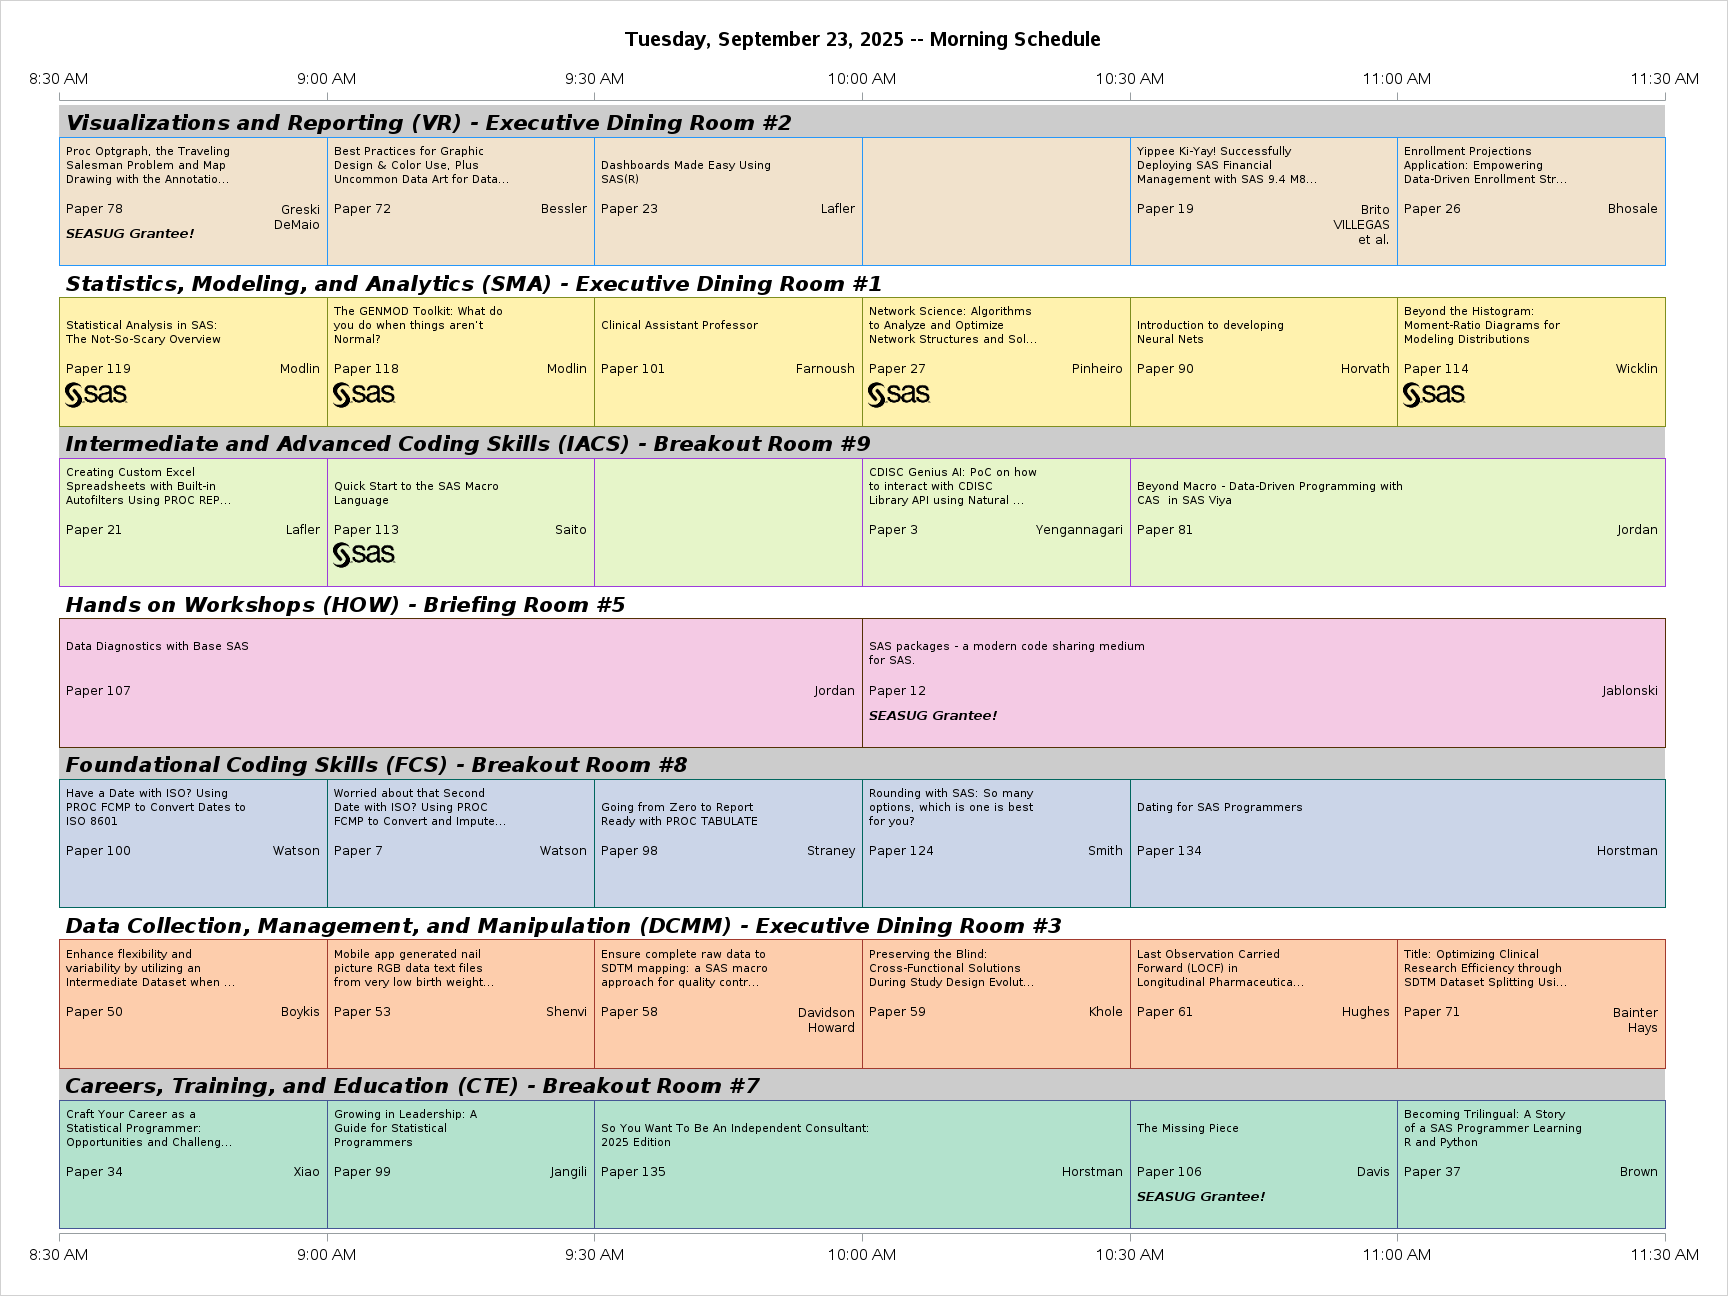 Tuesday, September 23, 2025 -- Morning Schedule
8:30 AM 9:00 AM 9:30 AM 10:00 AM 10:30 AM 11:00 AM 11:30 AM
Visualizations and Reporting (VR) - Executive Dining Room #2
Proc Optgraph, the Traveling
Salesman Problem and Map
Drawing with the Annotatio...
Paper 78
Greski
DeMaio
SEASUG Grantee!
Best Practices for Graphic
Design & Color Use, Plus
Uncommon Data Art for Data...
Paper 72 Bessler
Dashboards Made Easy Using
SAS(R)
Paper 23 Lafler
Yippee Ki-Yay! Successfully
Deploying SAS Financial
Management with SAS 9.4 M8...
Paper 19
Brito
VILLEGAS
et al.
Enrollment Projections
Application: Empowering
Data-Driven Enrollment Str...
Paper 26 Bhosale
Statistics, Modeling, and Analytics (SMA) - Executive Dining Room #1
Statistical Analysis in SAS:
The Not-So-Scary Overview
Paper 119 Modlin
sas
The GENMOD Toolkit: What do
you do when things aren't
Normal?
Paper 118 Modlin
sas
Clinical Assistant Professor
Paper 101 Farnoush
Network Science: Algorithms
to Analyze and Optimize
Network Structures and Sol...
Paper 27 Pinheiro
sas
Introduction to developing
Neural Nets
Paper 90 Horvath
Beyond the Histogram:
Moment-Ratio Diagrams for
Modeling Distributions
Paper 114 Wicklin
sas
Intermediate and Advanced Coding Skills (IACS) - Breakout Room #9
Creating Custom Excel
Spreadsheets with Built-in
Autofilters Using PROC REP...
Paper 21 Lafler
Quick Start to the SAS Macro
Language
Paper 113 Saito
sas
CDISC Genius AI: PoC on how
to interact with CDISC
Library API using Natural ...
Paper 3 Yengannagari
Beyond Macro - Data-Driven Programming with
CAS  in SAS Viya
Paper 81 Jordan
Hands on Workshops (HOW) - Briefing Room #5
Data Diagnostics with Base SAS
Paper 107 Jordan
SAS packages - a modern code sharing medium
for SAS.
Paper 12 Jablonski
SEASUG Grantee!
Foundational Coding Skills (FCS) - Breakout Room #8
Have a Date with ISO? Using
PROC FCMP to Convert Dates to
ISO 8601
Paper 100 Watson
Worried about that Second
Date with ISO? Using PROC
FCMP to Convert and Impute...
Paper 7 Watson
Going from Zero to Report
Ready with PROC TABULATE
Paper 98 Straney
Rounding with SAS: So many
options, which is one is best
for you?
Paper 124 Smith
Dating for SAS Programmers
Paper 134 Horstman
Data Collection, Management, and Manipulation (DCMM) - Executive Dining Room #3
Enhance flexibility and
variability by utilizing an
Intermediate Dataset when ...
Paper 50 Boykis
Mobile app generated nail
picture RGB data text files
from very low birth weight...
Paper 53 Shenvi
Ensure complete raw data to
SDTM mapping: a SAS macro
approach for quality contr...
Paper 58
Davidson
Howard
Preserving the Blind:
Cross-Functional Solutions
During Study Design Evolut...
Paper 59 Khole
Last Observation Carried
Forward (LOCF) in
Longitudinal Pharmaceutica...
Paper 61 Hughes
Title: Optimizing Clinical
Research Efficiency through
SDTM Dataset Splitting Usi...
Paper 71
Bainter
Hays
Careers, Training, and Education (CTE) - Breakout Room #7
Craft Your Career as a
Statistical Programmer:
Opportunities and Challeng...
Paper 34 Xiao
Growing in Leadership: A
Guide for Statistical
Programmers
Paper 99 Jangili
So You Want To Be An Independent Consultant:
2025 Edition
Paper 135 Horstman
The Missing Piece
Paper 106 Davis
SEASUG Grantee!
Becoming Trilingual: A Story
of a SAS Programmer Learning
R and Python
Paper 37 Brown
8:30 AM 9:00 AM 9:30 AM 10:00 AM 10:30 AM 11:00 AM 11:30 AM